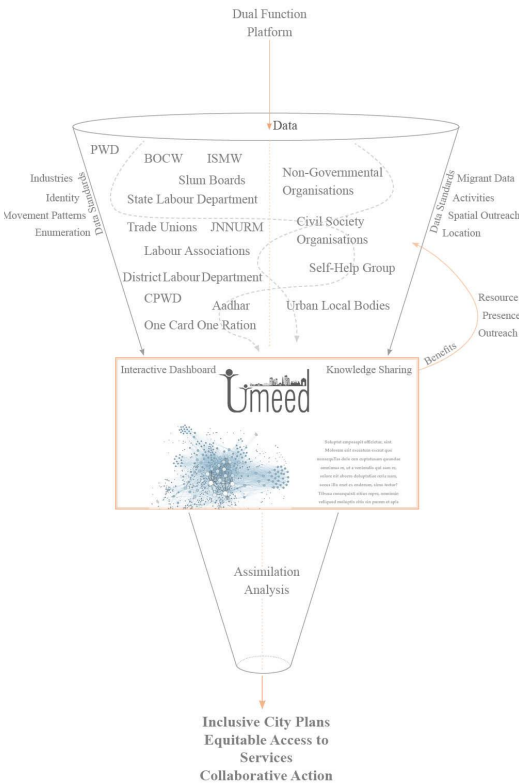 Dual Function
Platform
Data
PWD
BOCW ISMW
Slum Boards
State Labour Department
Trade Unions JNNURM
Labour Associations
District Labour Department
CPWD
Aadhar
One Card One Ration
Non-Governmental
Organisations
Civil Society
Organisations
Self-Help Group
Urban Local Bodies
Industries
Identity
Movement Patterns
Enumeration
Data Standards
Data Standards
Migrant Data
Activities
Spatial Outreach
Location
Resource
Presence
Outreach
Benefits
Interactive Dashboard
Knowledge Sharing
Umeed
Assimilation
Analysis
Inclusive City Plans
Equitable Access to
Services
Collaborative Action